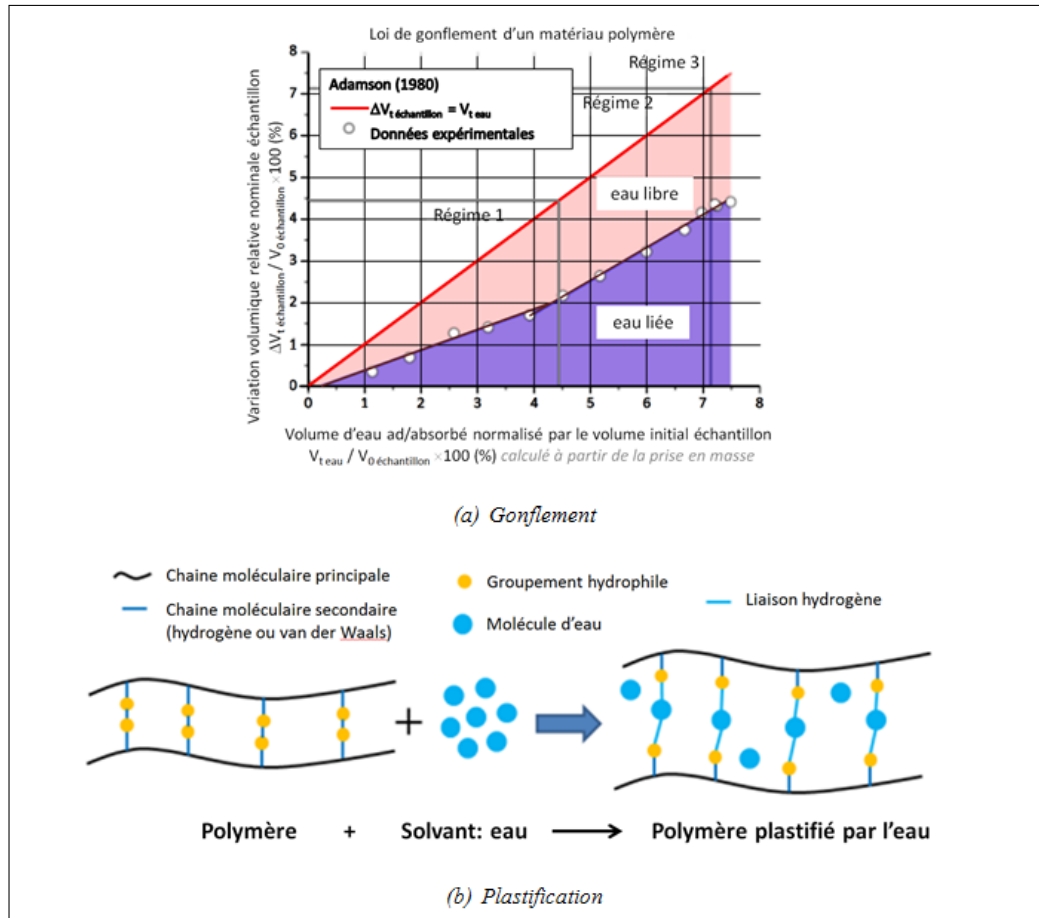 Loi de gonflement d'un matériau polymère
Variation volumique relative nominale échantillon
ΔVt échantillon / V0 échantillon ×100 (%)
8
7
6
5
4
3
2
1
0
Adamson (1980)
ΔVt échantillon = Vt eau
Données expérimentales
Régime 3
Régime 2
Régime 1
eau libre
eau liée
0 1 2 3 4 5 6 7 8
Volume d'eau ad/absorbé normalisé par le volume initial échantillon
Vt eau / V0 échantillon ×100 (%) calculé à partir de la prise en masse
(a) Gonflement
Chaine moléculaire principale
Chaine moléculaire secondaire
(hydrogène ou van der Waals)
Groupement hydrophile
Molécule d'eau
Liaison hydrogène
+
Polymère + Solvant: eau → Polymère plastifié par l'eau
(b) Plastification